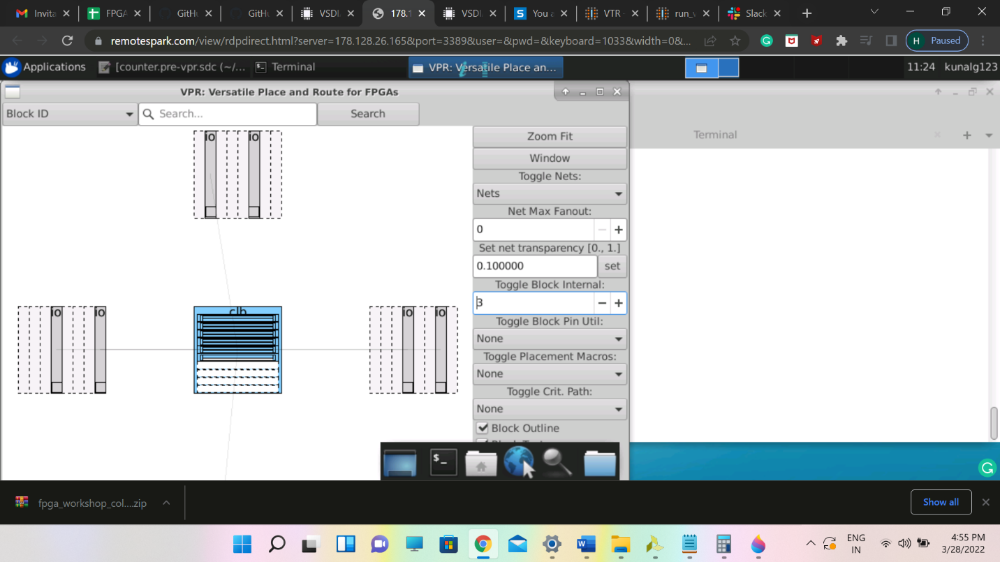 Invita
FPGA
GitHu
GitHu
VSDI
178.1
VSDI
You a
VTR -
run_v
Slack
remotespark.com/view/rdpdirect.html?server=178.128.26.165&port=3389&user=&pwd=&keyboard=1033&width=0&...
H Paused
Applications
[counter.pre-vpr.sdc (~/...
Terminal
VPR: Versatile Place an...
11:24 kunalg123
VPR: Versatile Place and Route for FPGAs
Block ID
Search...
Search
Terminal
io io
Zoom Fit
Window
Toggle Nets:
Nets
Net Max Fanout:
0
Set net transparency [0., 1.]
0.100000
set
Toggle Block Internal:
3
io io
clb
io io
Toggle Block Pin Util:
None
Toggle Placement Macros:
None
Toggle Crit. Path:
None
Block Outline
$_
fpga_workshop_col....zip
Show all
ENG
IN
4:55 PM
3/28/2022